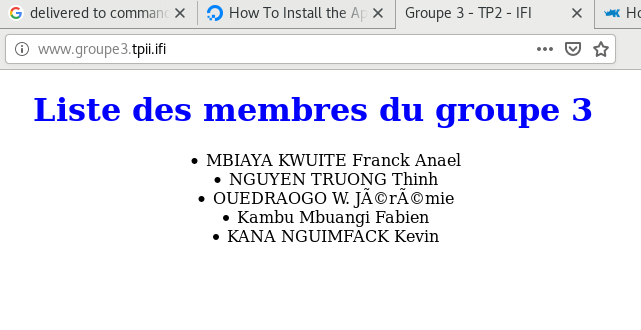 delivered to comman
How To Install the Ap
Groupe 3 - TP2 - IFI
Ho
www.groupe3.tpii.ifi
Liste des membres du groupe 3
• MBIAYA KWUITE Franck Anael
• NGUYEN TRUONG Thinh
• OUEDRAOGO W. JÃ©rÃ©mie
• Kambu Mbuangi Fabien
• KANA NGUIMFACK Kevin